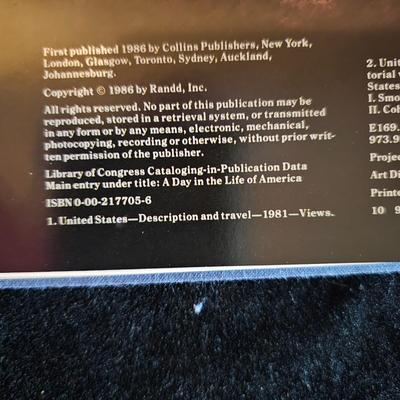 First published 1986 by Collins Publishers, New York,
London, Glasgow, Toronto, Sydney, Auckland,
Johannesburg.
Copyright © 1986 by Randd, Inc.
All rights reserved. No part of this publication may be
reproduced, stored in a retrieval system, or transmitted
in any form or by any means, electronic, mechanical,
photocopying, recording or otherwise, without prior writ-
ten permission of the publisher.
Library of Congress Cataloging-in-Publication Data
Main entry under title: A Day in the Life of America
ISBN 0-00-217705-6
1. United States—Description and travel—1981—Views.
2. Unit
torial v
States
I. Smo
II. Coh
E169.
973.9
Projec
Art Di
Printe
10 9